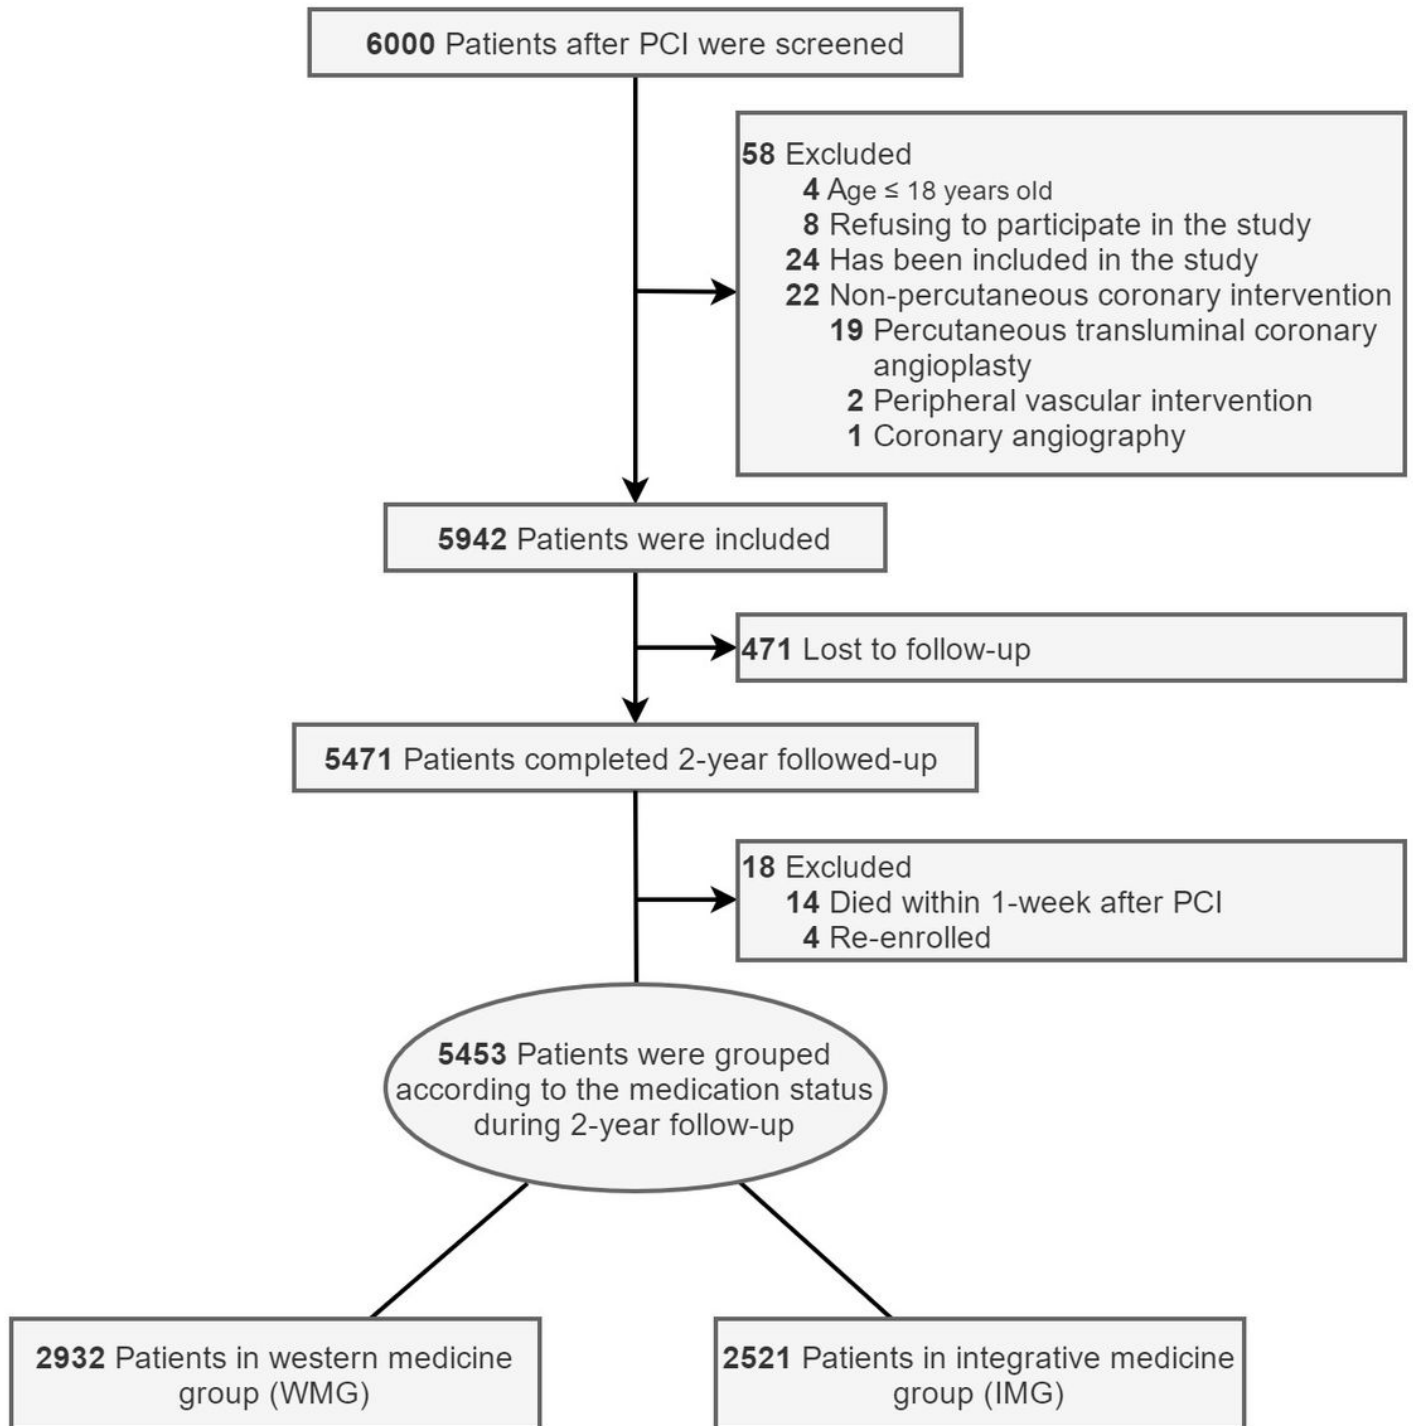 6000 Patients after PCI were screened
58 Excluded
4 Age ≤ 18 years old
8 Refusing to participate in the study
24 Has been included in the study
22 Non-percutaneous coronary intervention
19 Percutaneous transluminal coronary
angioplasty
2 Peripheral vascular intervention
1 Coronary angiography
5942 Patients were included
471 Lost to follow-up
5471 Patients completed 2-year followed-up
18 Excluded
14 Died within 1-week after PCI
4 Re-enrolled
5453 Patients were grouped
according to the medication status
during 2-year follow-up
2932 Patients in western medicine
group (WMG)
2521 Patients in integrative medicine
group (IMG)